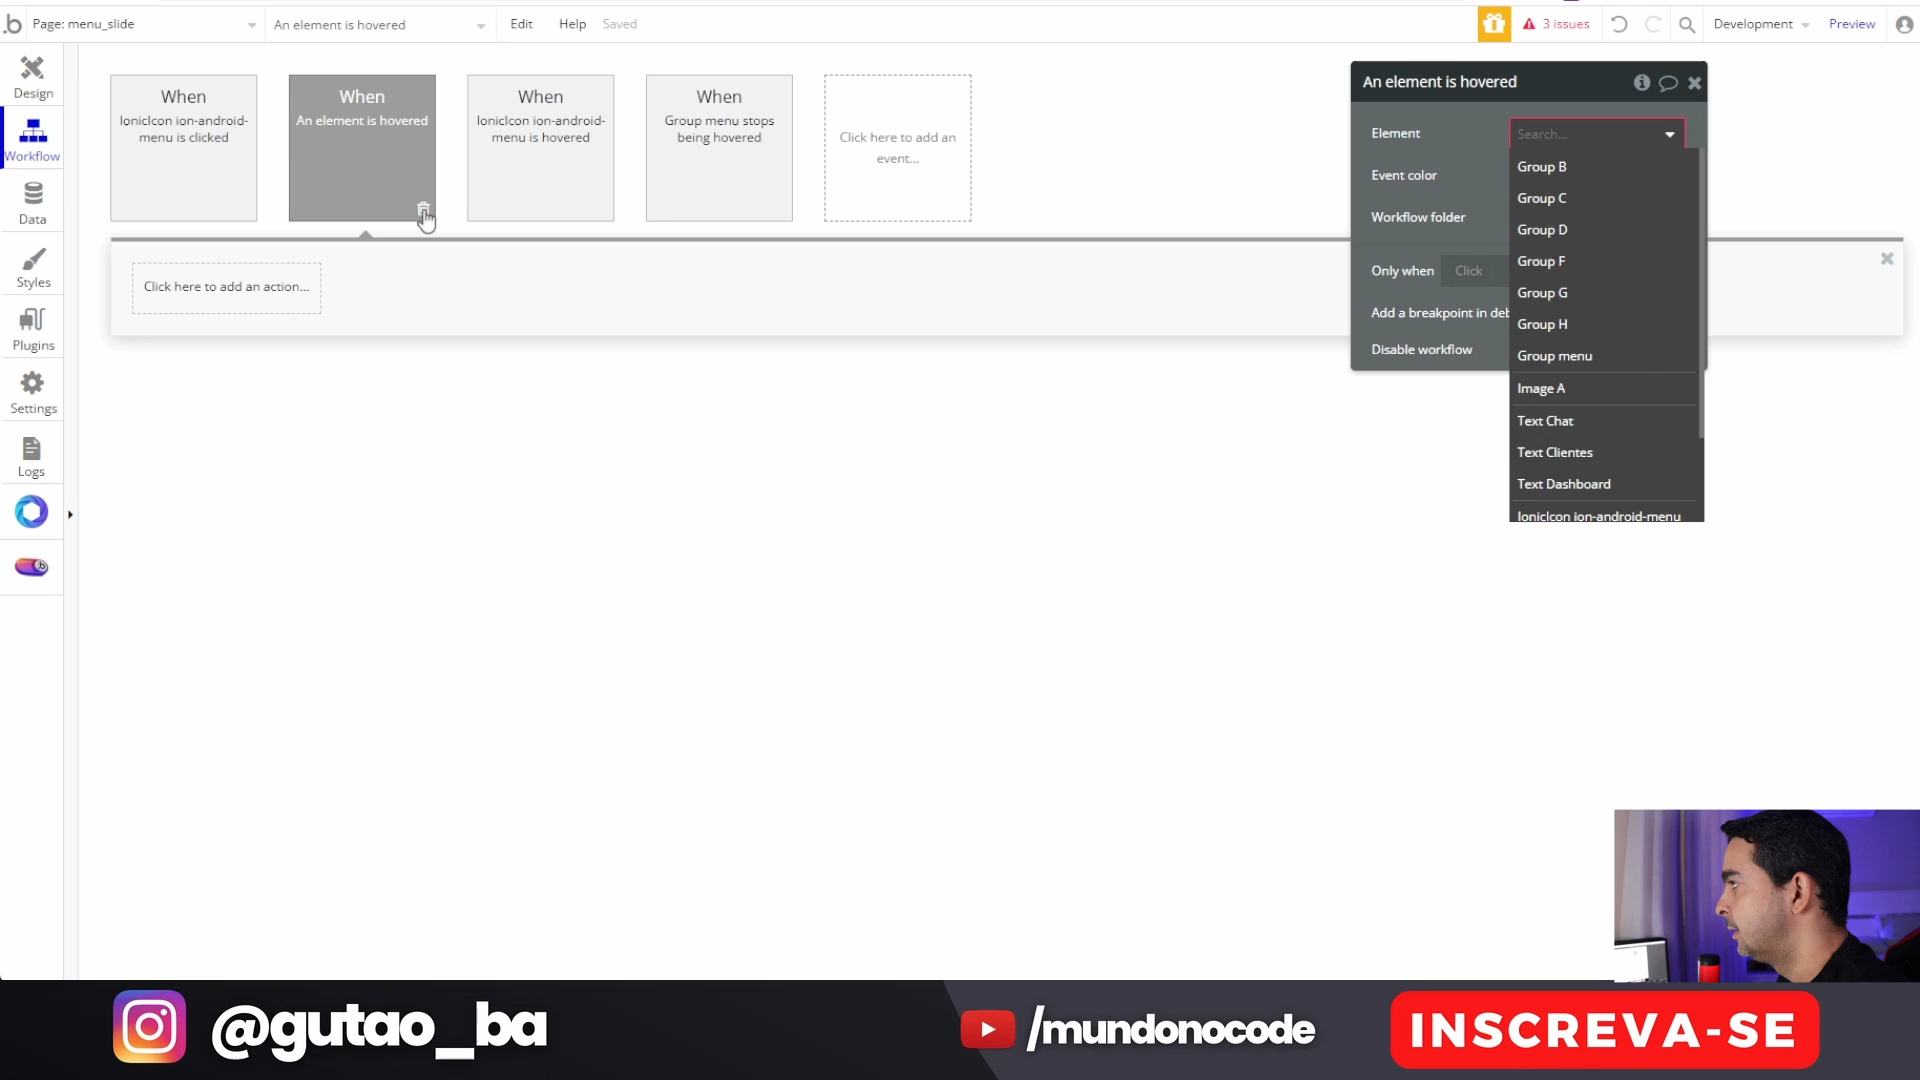 .b Page: menu_slide An element is hovered Edit Help Saved 3 issues Development Preview
Design
Workflow
Data
Styles
Plugins
Settings
Logs
When
IonicIcon ion-android-
menu is clicked
When
An element is hovered
When
IonicIcon ion-android-
menu is hovered
When
Group menu stops
being hovered
Click here to add an
event...
Click here to add an action...
An element is hovered
Element Search...
Event color
Workflow folder
Only when Click
Add a breakpoint in deb
Disable workflow
Group B
Group C
Group D
Group F
Group G
Group H
Group menu
Image A
Text Chat
Text Clientes
Text Dashboard
IonicIcon ion-android-menu
@gutao_ba
/mundonocode
INSCREVA-SE